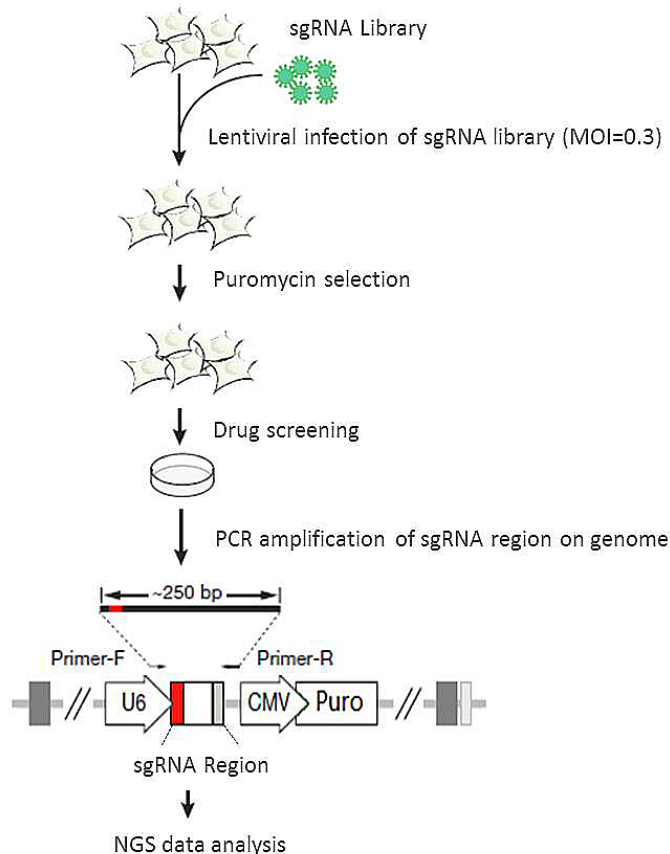 sgRNA Library
Lentiviral infection of sgRNA library (MOI=0.3)
Puromycin selection
Drug screening
PCR amplification of sgRNA region on genome
~250 bp
Primer-F
Primer-R
U6
CMV
Puro
sgRNA Region
NGS data analysis